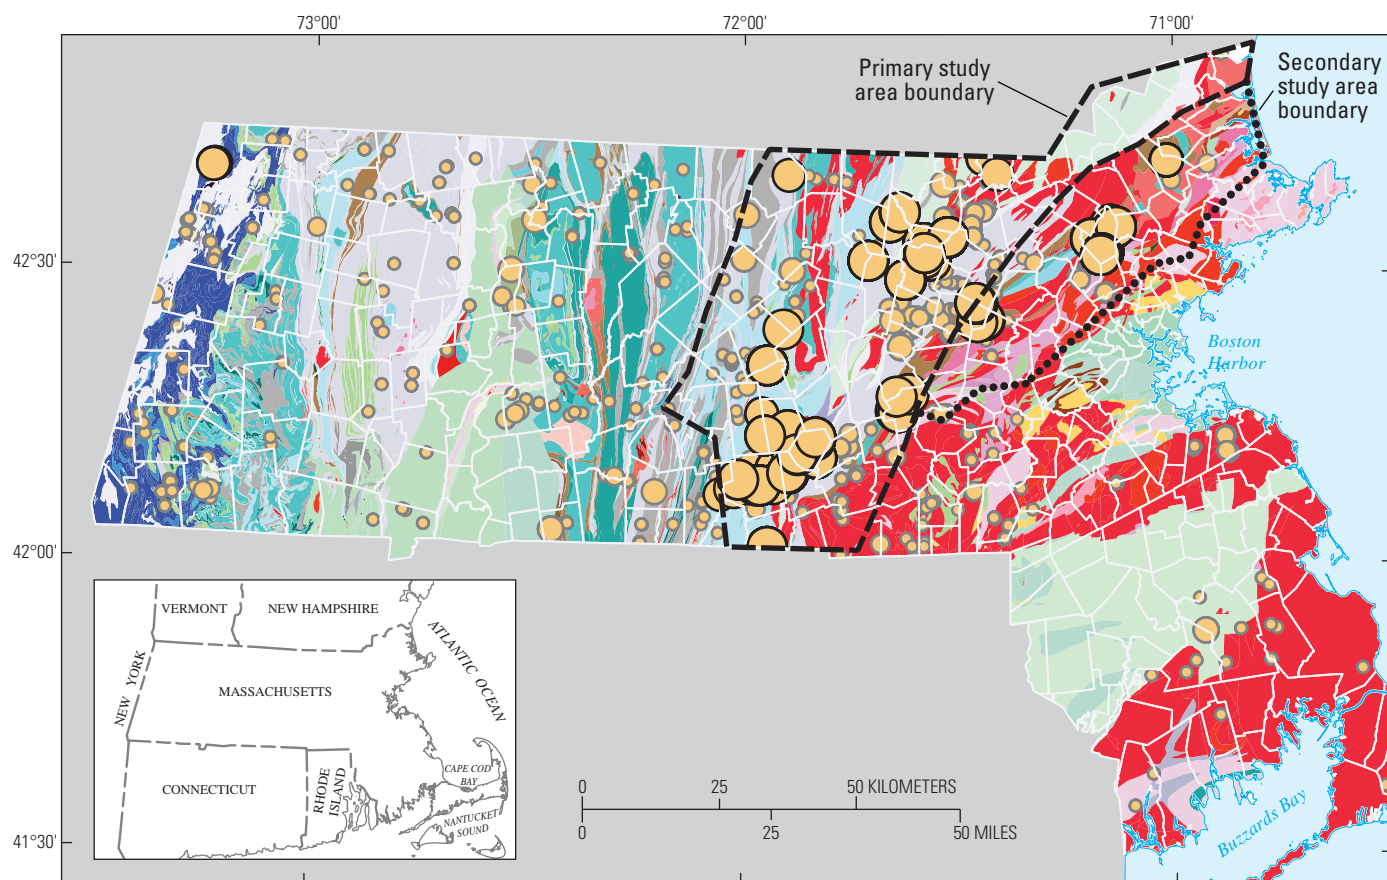 73°00'
72°00'
71°00'
Primary study
area boundary
Secondary
study area
boundary
42°30'
Boston
Harbor
42°00'
VERMONT
NEW HAMPSHIRE
ATLANTIC OCEAN
NEW YORK
MASSACHUSETTS
CAPE COD
BAY
CONNECTICUT
RHODE
ISLAND
NANTUCKET
SOUND
0
25
50 KILOMETERS
0
25
50 MILES
Buzzards Bay
41°30'